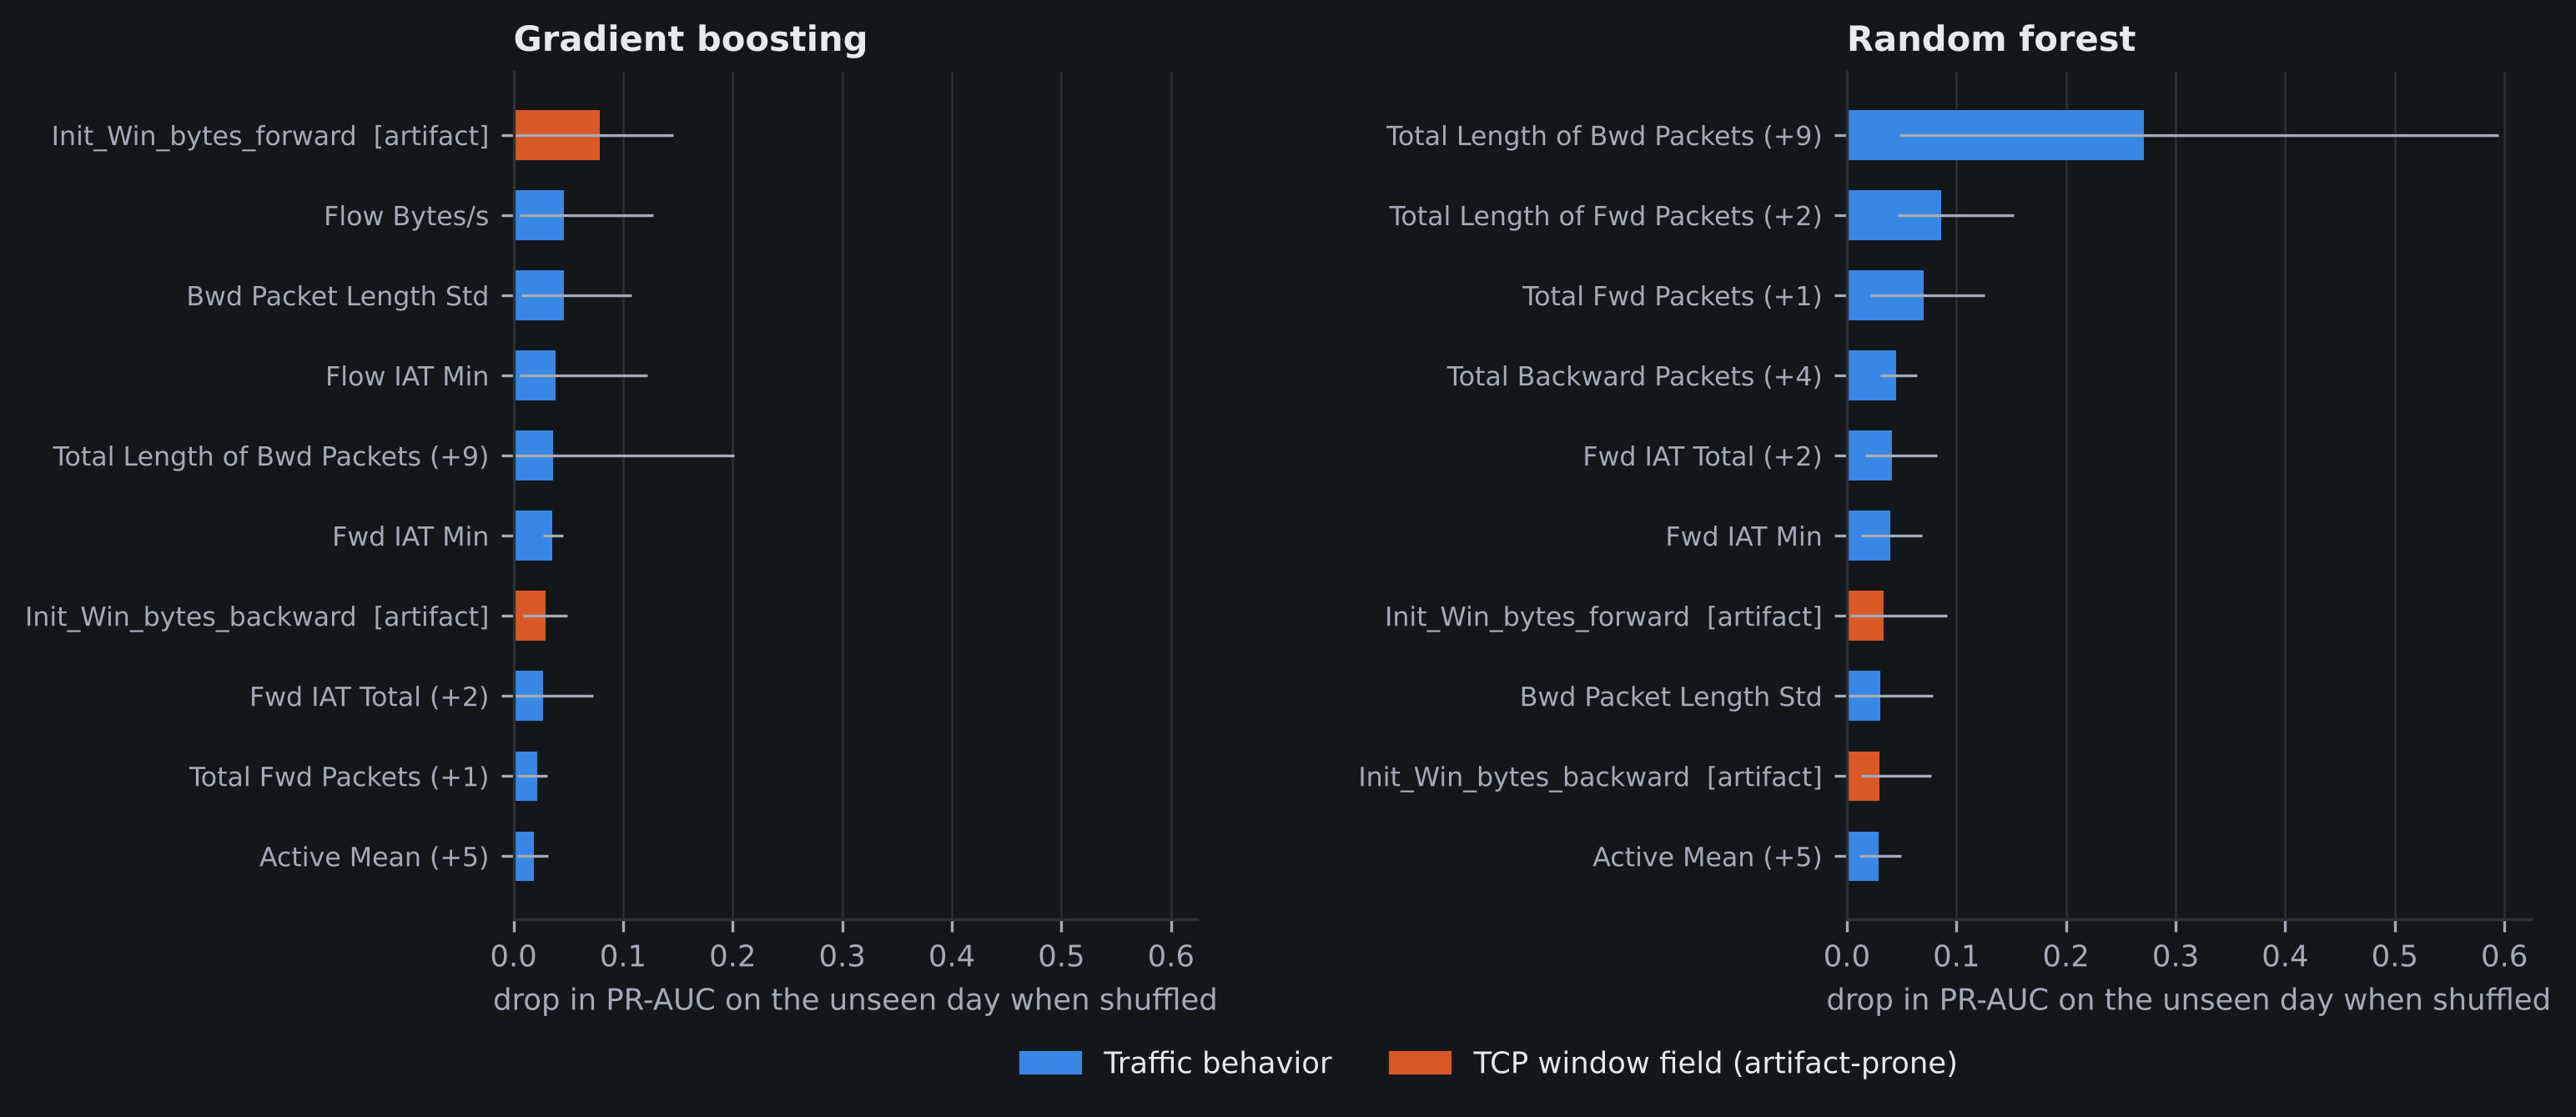 Gradient boosting
Init_Win_bytes_forward  [artifact]
Flow Bytes/s
Bwd Packet Length Std
Flow IAT Min
Total Length of Bwd Packets (+9)
Fwd IAT Min
Init_Win_bytes_backward  [artifact]
Fwd IAT Total (+2)
Total Fwd Packets (+1)
Active Mean (+5)
0.0 0.1 0.2 0.3 0.4 0.5 0.6
drop in PR-AUC on the unseen day when shuffled
Random forest
Total Length of Bwd Packets (+9)
Total Length of Fwd Packets (+2)
Total Fwd Packets (+1)
Total Backward Packets (+4)
Fwd IAT Total (+2)
Fwd IAT Min
Init_Win_bytes_forward  [artifact]
Bwd Packet Length Std
Init_Win_bytes_backward  [artifact]
Active Mean (+5)
0.0 0.1 0.2 0.3 0.4 0.5 0.6
drop in PR-AUC on the unseen day when shuffled
Traffic behavior
TCP window field (artifact-prone)